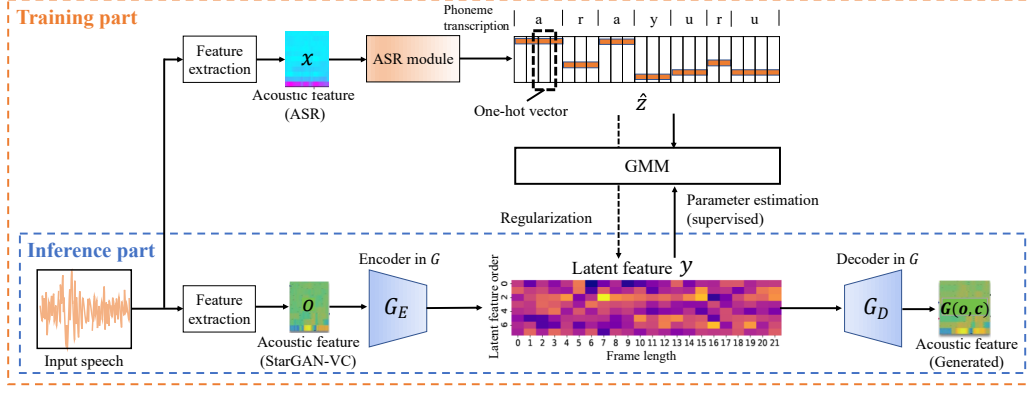 Training part
Phoneme
transcription
a r a y u r u
Feature
extraction
x
Acoustic feature
(ASR)
ASR module
One-hot vector
ẑ
GMM
Regularization
Parameter estimation
(supervised)
Inference part
Input speech
Feature
extraction
o
Acoustic feature
(StarGAN-VC)
Encoder in G
G_E
Latent feature y
Latent feature order
0
2
4
6
0 1 2 3 4 5 6 7 8 9 10 11 12 13 14 15 16 17 18 19 20 21
Frame length
Decoder in G
G_D
G(o, c)
Acoustic feature
(Generated)